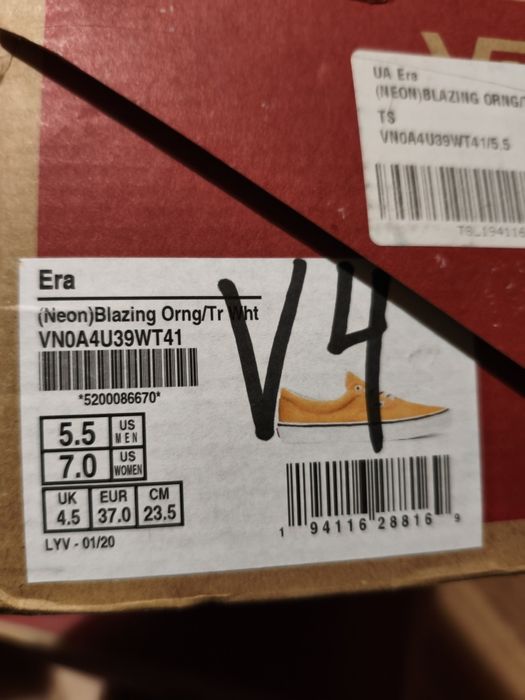 UA Era
(NEON)BLAZING ORNG/T
TS
VN0A4U39WT41/5.5
TS_194116
Era
(Neon)Blazing Orng/Tr Wht
VN0A4U39WT41
*5200086670*
V4
5.5 US MEN
7.0 US WOMEN
UK EUR CM
4.5 37.0 23.5
LYV - 01/20
1 94116 28816 9